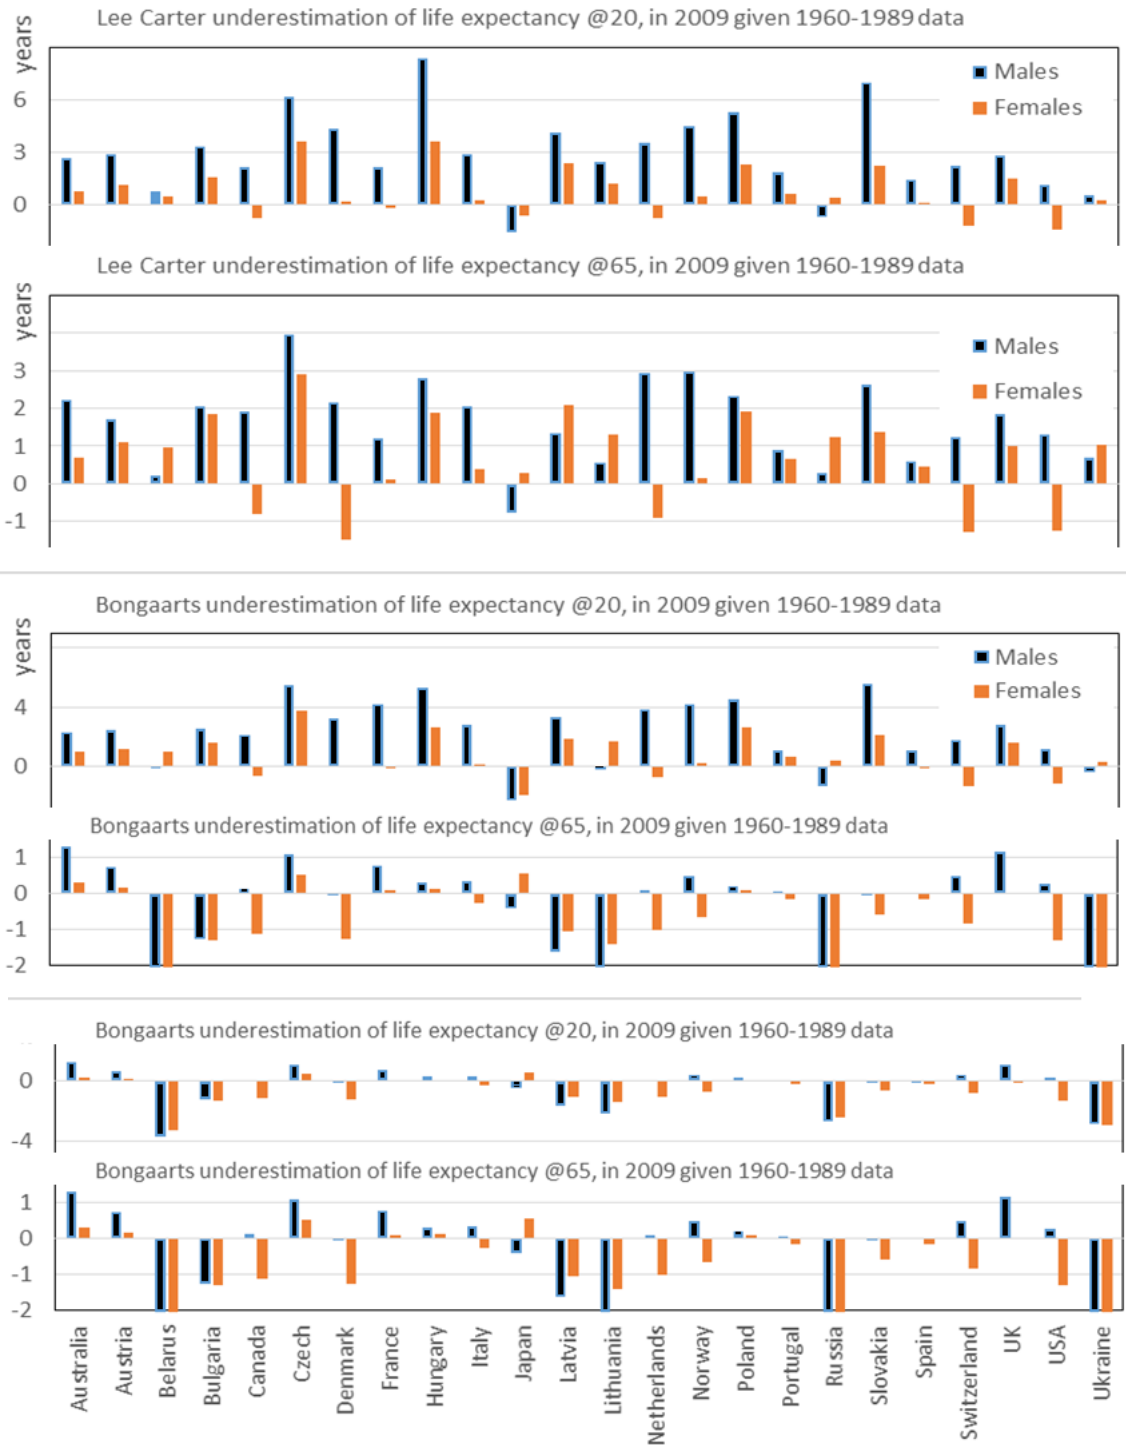 Lee Carter underestimation of life expectancy @20, in 2009 given 1960-1989 data
years
6
3
0
Males
Females
Lee Carter underestimation of life expectancy @65, in 2009 given 1960-1989 data
years
3
2
1
0
-1
Males
Females
Bongaarts underestimation of life expectancy @20, in 2009 given 1960-1989 data
years
4
0
Males
Females
Bongaarts underestimation of life expectancy @65, in 2009 given 1960-1989 data
1
0
-1
-2
Bongaarts underestimation of life expectancy @20, in 2009 given 1960-1989 data
0
-4
Bongaarts underestimation of life expectancy @65, in 2009 given 1960-1989 data
1
0
-1
-2
Australia
Austria
Belarus
Bulgaria
Canada
Czech
Denmark
France
Hungary
Italy
Japan
Latvia
Lithuania
Netherlands
Norway
Poland
Portugal
Russia
Slovakia
Spain
Switzerland
UK
USA
Ukraine